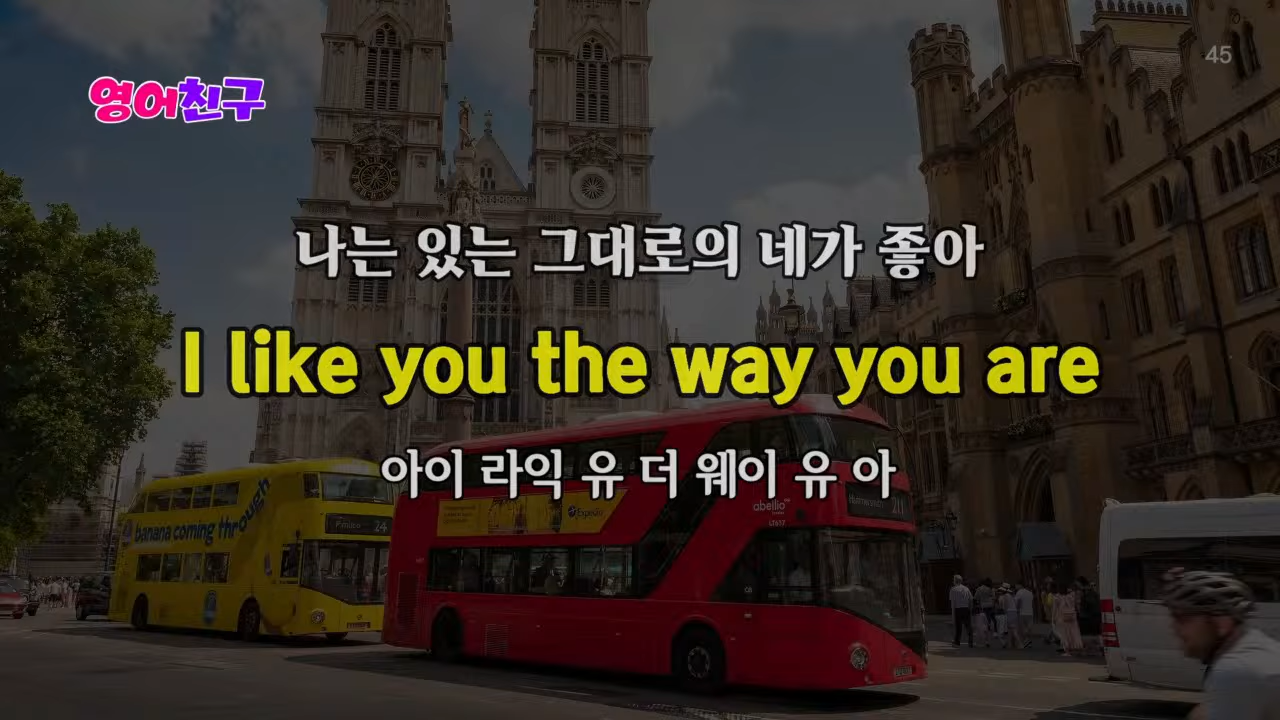 45
영어친구
나는 있는 그대로의 네가 좋아
I like you the way you are
아이 라익 유 더 웨이 유 아
banana coming through
Pimlico 24
Expedia
abellio
LT617
211